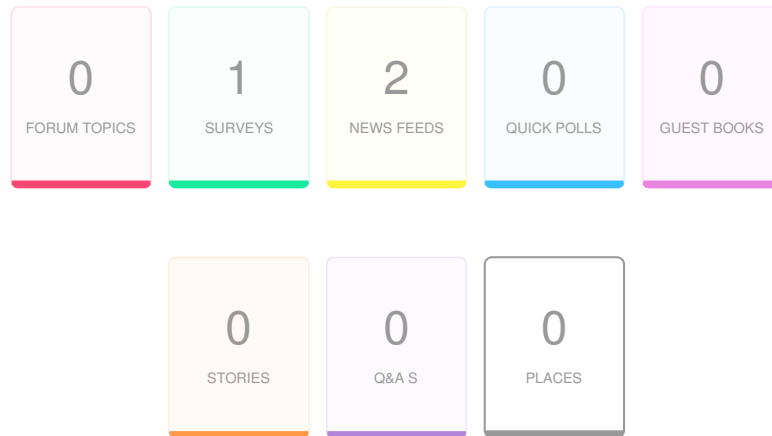 0
FORUM TOPICS
1
SURVEYS
2
NEWS FEEDS
0
QUICK POLLS
0
GUEST BOOKS
0
STORIES
0
Q&A S
0
PLACES